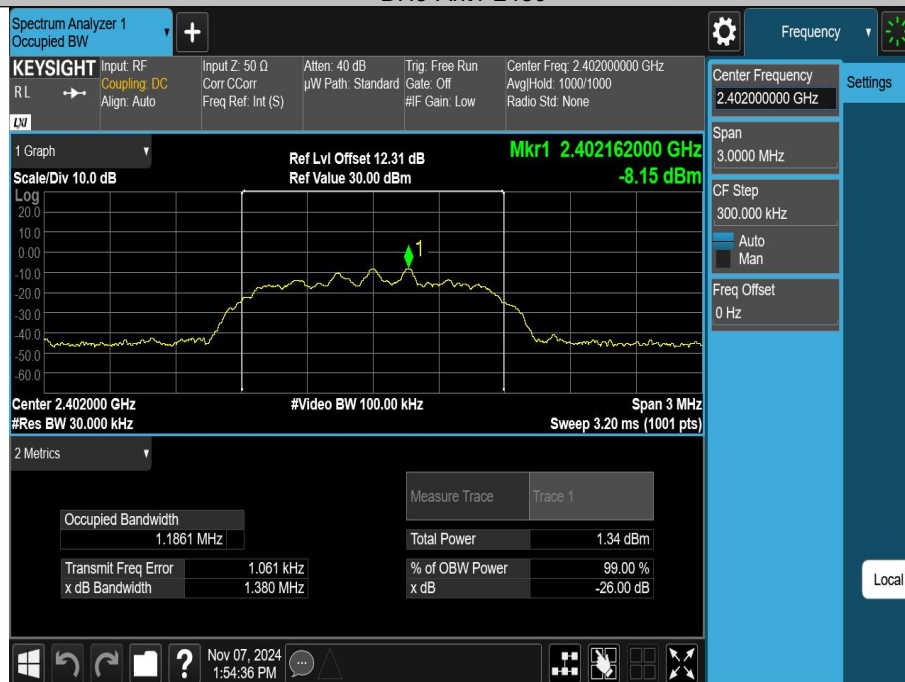 Spectrum Analyzer 1
Occupied BW
+
Frequency
KEYSIGHT
RL
LXI
Input: RF
Coupling: DC
Align: Auto
Input Z: 50 Ω
Corr CCorr
Freq Ref: Int (S)
Atten: 40 dB
µW Path: Standard
Trig: Free Run
Gate: Off
#IF Gain: Low
Center Freq: 2.402000000 GHz
Avg|Hold: 1000/1000
Radio Std: None
Center Frequency
2.402000000 GHz
Settings
Span
3.0000 MHz
CF Step
300.000 kHz
Auto
Man
Freq Offset
0 Hz
Local
1 Graph
Scale/Div 10.0 dB
Ref Lvl Offset 12.31 dB
Ref Value 30.00 dBm
Mkr1 2.402162000 GHz
-8.15 dBm
Log
20.0
10.0
0.00
-10.0
-20.0
-30.0
-40.0
-50.0
-60.0
1
Center 2.402000 GHz
#Video BW 100.00 kHz
Span 3 MHz
#Res BW 30.000 kHz
Sweep 3.20 ms (1001 pts)
2 Metrics
Measure Trace Trace 1
Occupied Bandwidth
1.1861 MHz
Total Power 1.34 dBm
Transmit Freq Error 1.061 kHz
% of OBW Power 99.00 %
x dB Bandwidth 1.380 MHz
x dB -26.00 dB
?
Nov 07, 2024
1:54:36 PM